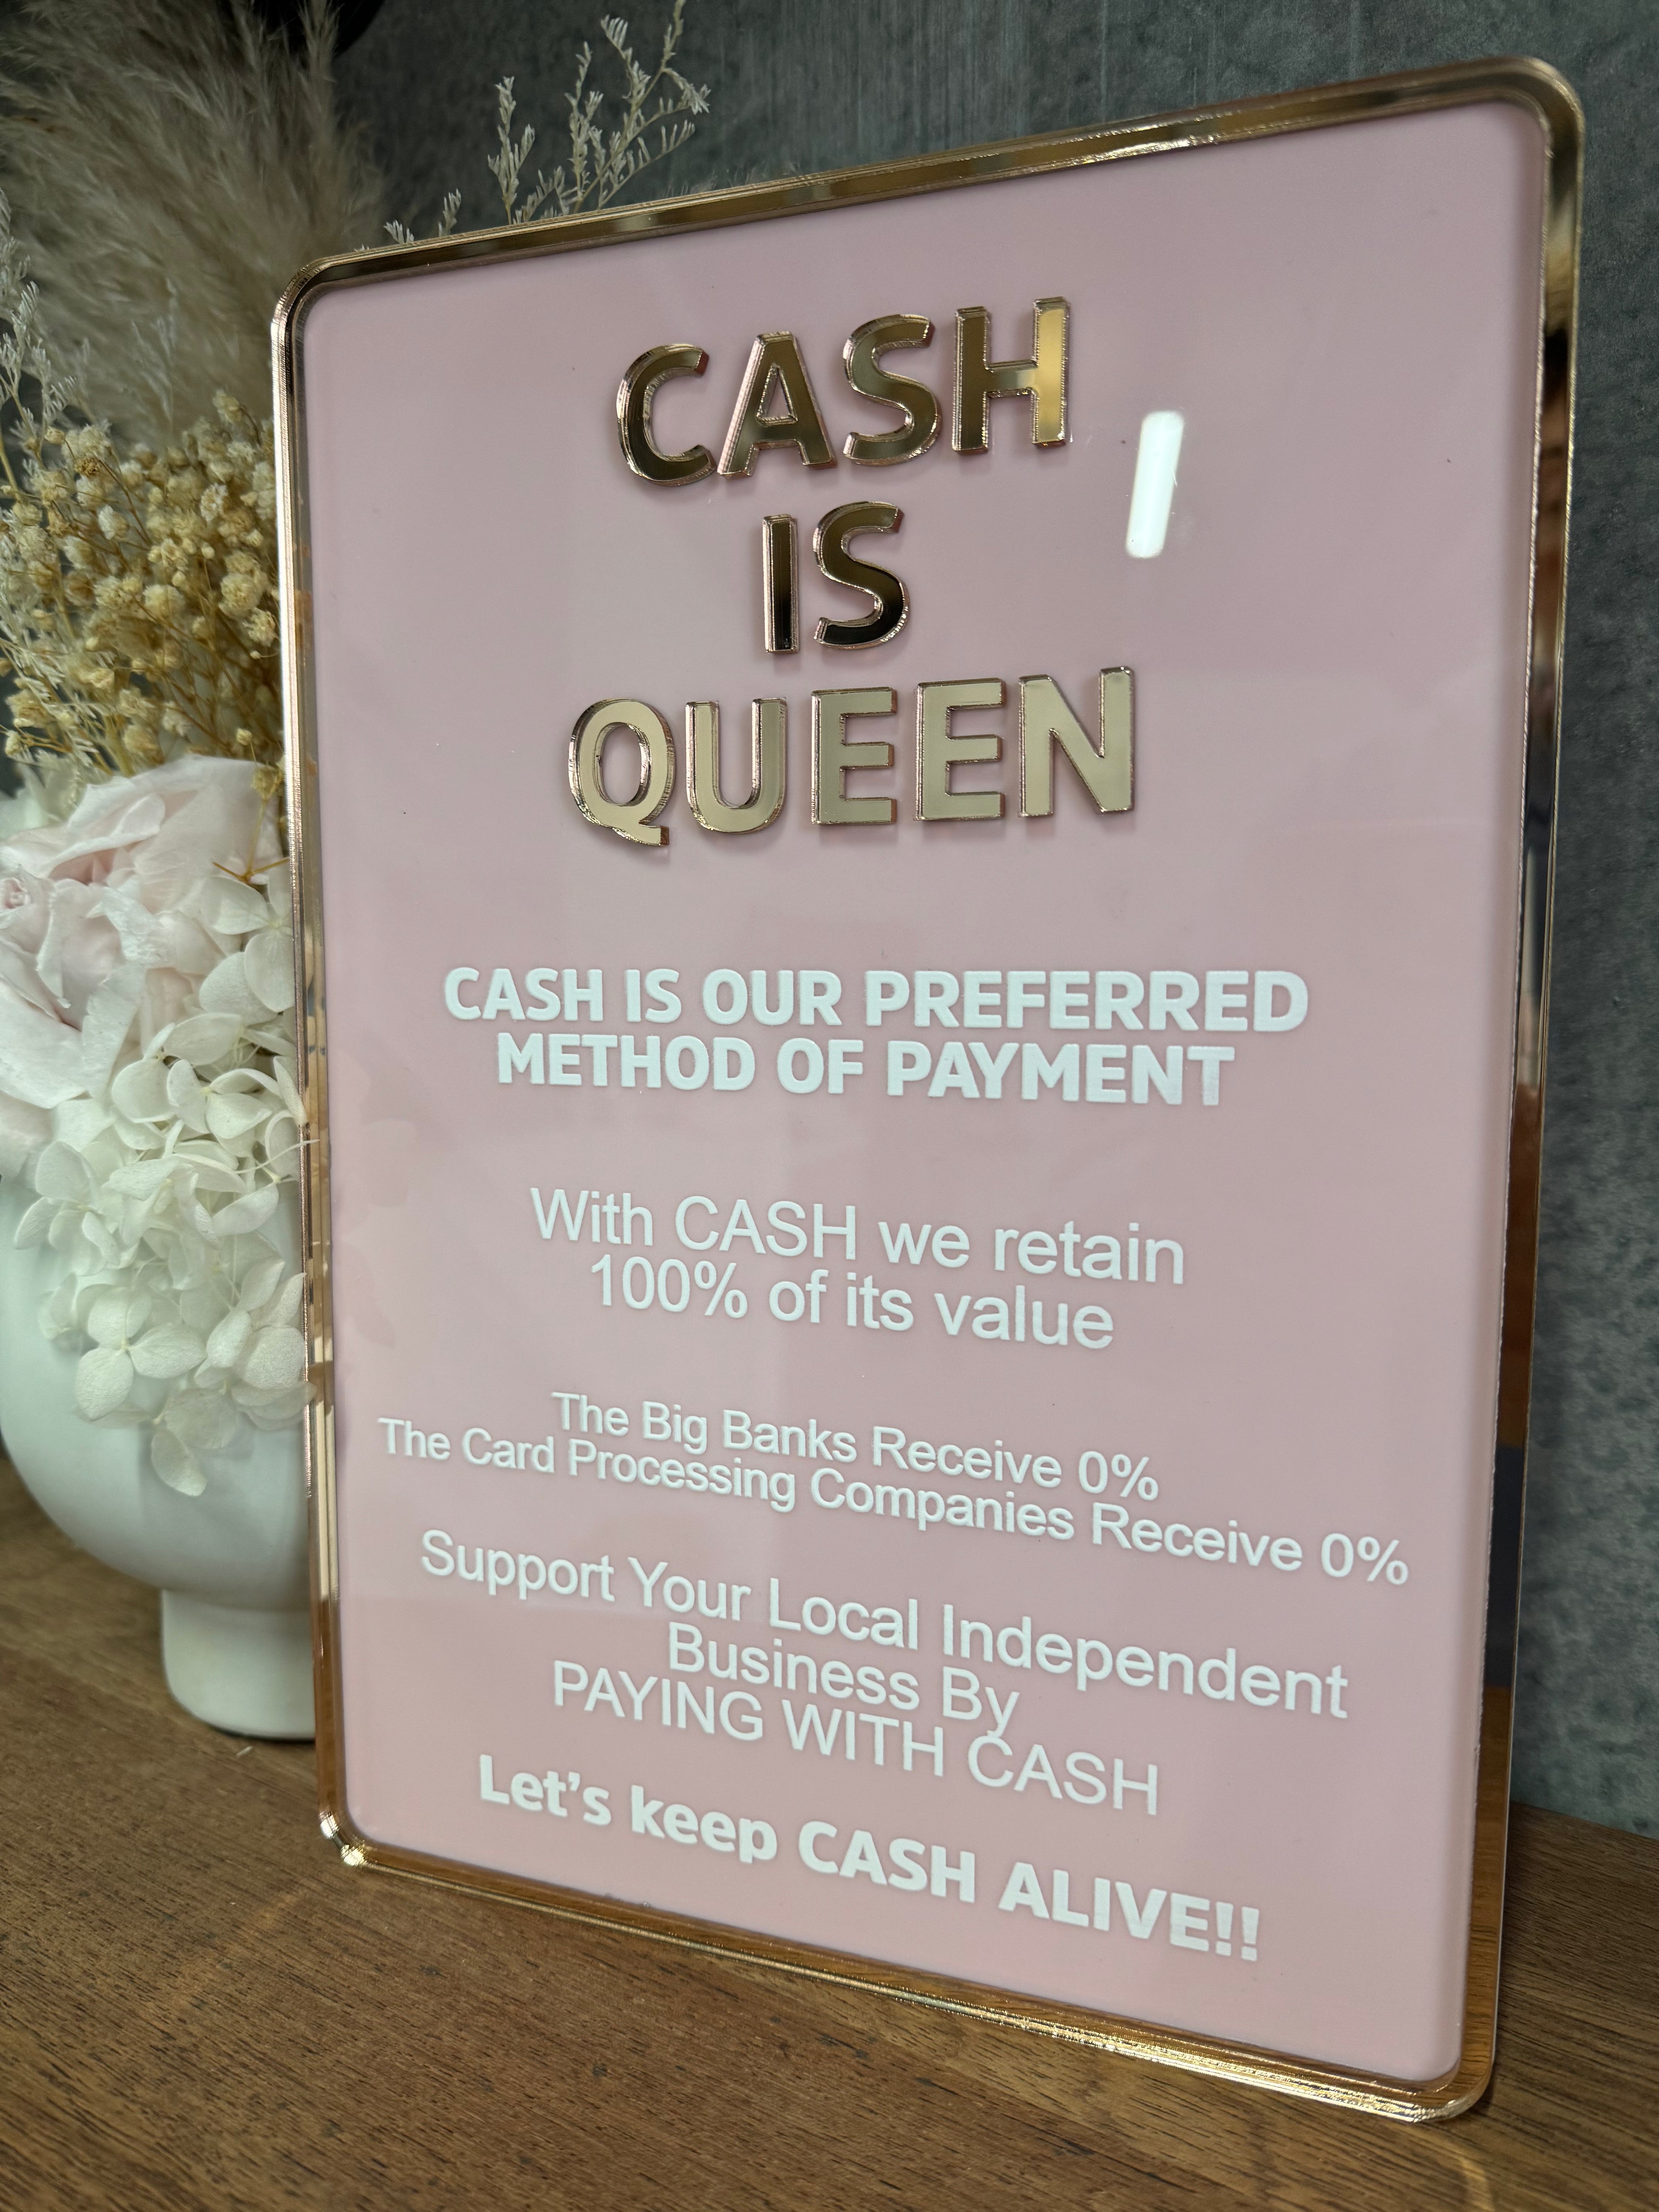 CASH
IS
QUEEN
CASH IS OUR PREFERRED
METHOD OF PAYMENT
With CASH we retain
100% of its value
The Big Banks Receive 0%
The Card Processing Companies Receive 0%
Support Your Local Independent
Business By
PAYING WITH CASH
Let's keep CASH ALIVE!!